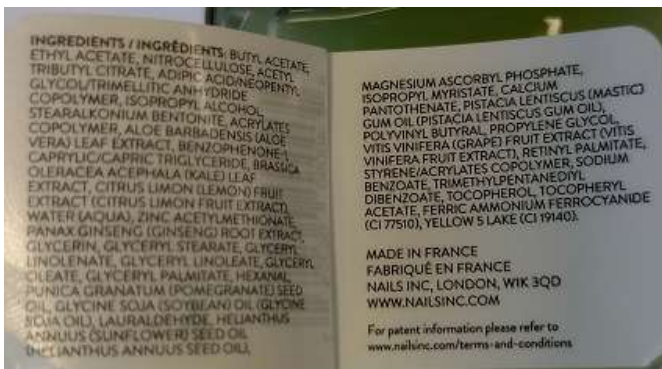 INGREDIENTS / INGRÉDIENTS: BUTYL ACETATE,
ETHYL ACETATE, NITROCELLULOSE, ACETYL
TRIBUTYL CITRATE, ADIPIC ACID/NEOPENTYL
GLYCOL/TRIMELLITIC ANHYDRIDE
COPOLYMER, ISOPROPYL ALCOHOL,
STEARALKONIUM BENTONITE, ACRYLATES
COPOLYMER, ALOE BARBADENSIS (ALOE
VERA) LEAF EXTRACT, BENZOPHENONE-1,
CAPRYLIC/CAPRIC TRIGLYCERIDE, BRASSICA
OLERACEA ACEPHALA (KALE) LEAF
EXTRACT, CITRUS LIMON (LEMON) FRUIT
EXTRACT (CITRUS LIMON FRUIT EXTRACT),
WATER (AQUA), ZINC ACETYLMETHIONATE,
PANAX GINSENG (GINSENG) ROOT EXTRACT,
GLYCERIN, GLYCERYL STEARATE, GLYCERYL
LINOLENATE, GLYCERYL LINOLEATE, GLYCERYL
OLEATE, GLYCERYL PALMITATE, HEXANAL,
PUNICA GRANATUM (POMEGRANATE) SEED
OIL, GLYCINE SOJA (SOYBEAN) OIL (GLYCINE
SOJA OIL), LAURALDEHYDE, HELIANTHUS
ANNUUS (SUNFLOWER) SEED OIL
(HELIANTHUS ANNUUS SEED OIL),
MAGNESIUM ASCORBYL PHOSPHATE,
ISOPROPYL MYRISTATE, CALCIUM
PANTOTHENATE, PISTACIA LENTISCUS (MASTIC)
GUM OIL (PISTACIA LENTISCUS GUM OIL),
POLYVINYL BUTYRAL, PROPYLENE GLYCOL,
VITIS VINIFERA (GRAPE) FRUIT EXTRACT (VITIS
VINIFERA FRUIT EXTRACT), RETINYL PALMITATE,
STYRENE/ACRYLATES COPOLYMER, SODIUM
BENZOATE, TRIMETHYLPENTANEDIYL
DIBENZOATE, TOCOPHEROL, TOCOPHERYL
ACETATE, FERRIC AMMONIUM FERROCYANIDE
(CI 77510), YELLOW 5 LAKE (CI 19140).
MADE IN FRANCE
FABRIQUÉ EN FRANCE
NAILS INC, LONDON, W1K 3QD
WWW.NAILSINC.COM
For patent information please refer to
www.nailsinc.com/terms-and-conditions